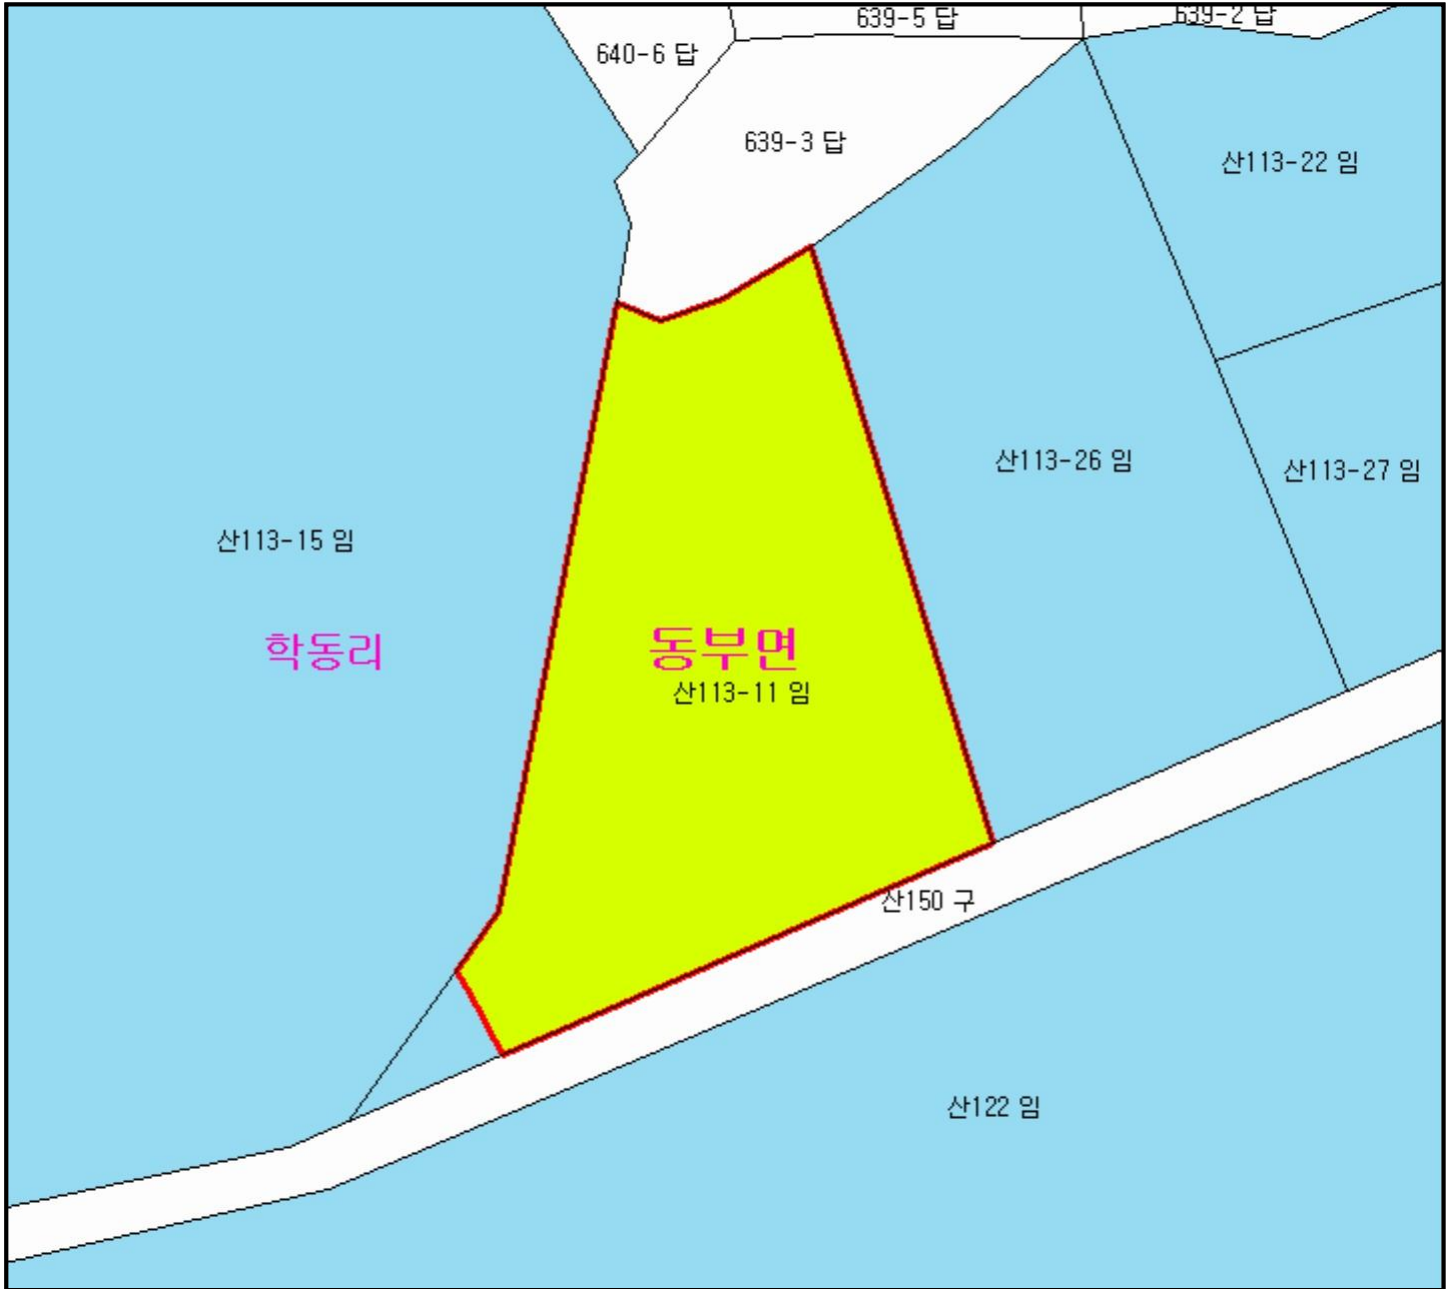 639-5 답
639-2 답
640-6 답
639-3 답
산113-22 임
산113-26 임
산113-27 임
산113-15 임
학동리
동부면
산113-11 임
산150 구
산122 임